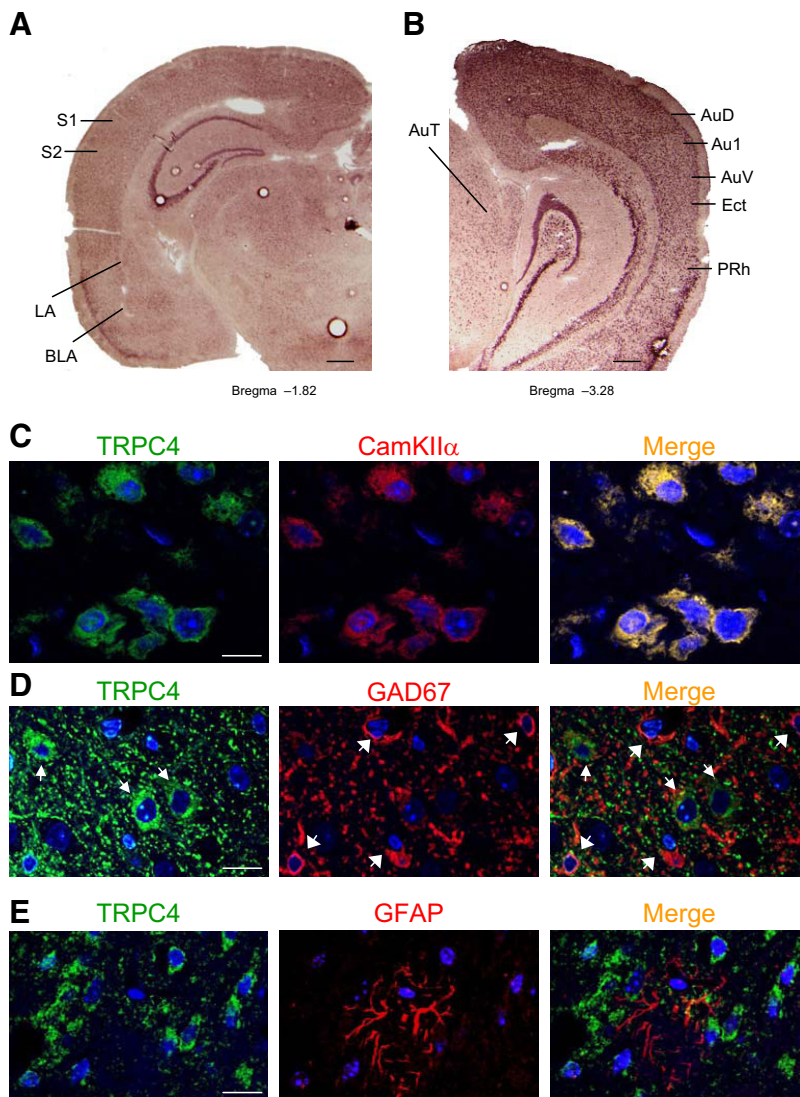 A
B
S1
S2
LA
BLA
Bregma –1.82
AuT
AuD
Au1
AuV
Ect
PRh
Bregma –3.28
C
TRPC4 CamKIIα Merge
D
TRPC4 GAD67 Merge
E
TRPC4 GFAP Merge